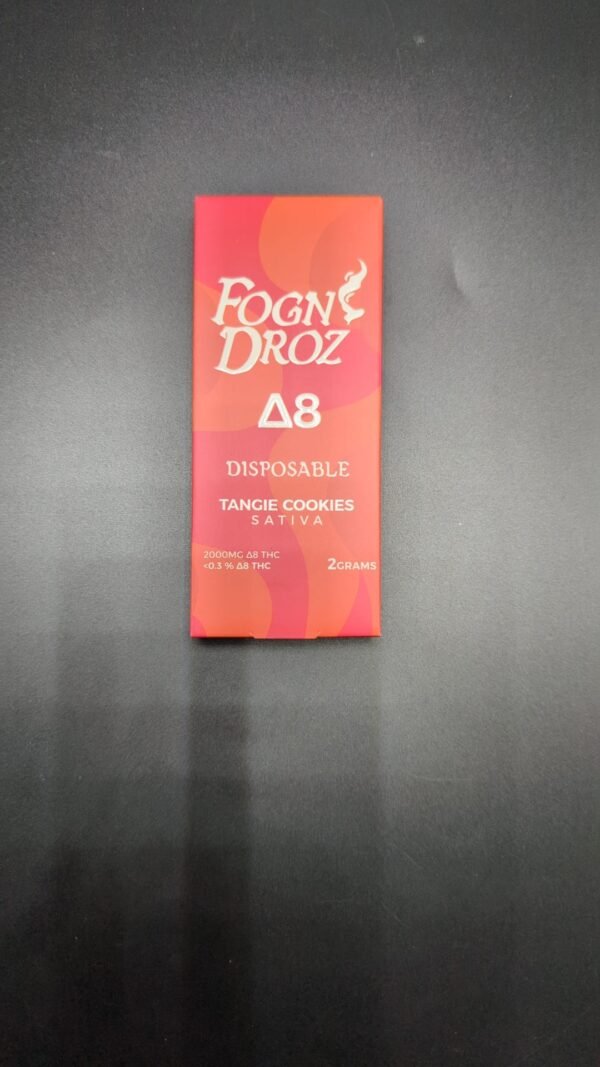 FOGN
DROZ
Δ8
DISPOSABLE
TANGIE COOKIES
SATIVA
2000MG Δ8 THC
<0.3 % Δ8 THC
2GRAMS